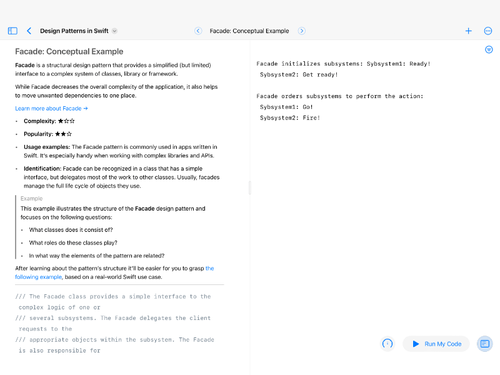 Design Patterns in Swift
Facade: Conceptual Example
Facade: Conceptual Example
Facade is a structural design pattern that provides a simplified (but limited)
interface to a complex system of classes, library or framework.
While Facade decreases the overall complexity of the application, it also helps
to move unwanted dependencies to one place.
Learn more about Facade →
• Complexity: ★☆☆
• Popularity: ★★☆
• Usage examples: The Facade pattern is commonly used in apps written in
Swift. It's especially handy when working with complex libraries and APIs.
• Identification: Facade can be recognized in a class that has a simple
interface, but delegates most of the work to other classes. Usually, facades
manage the full life cycle of objects they use.
Example
This example illustrates the structure of the Facade design pattern and
focuses on the following questions:
• What classes does it consist of?
• What roles do these classes play?
• In what way the elements of the pattern are related?
After learning about the pattern's structure it'll be easier for you to grasp the
following example, based on a real-world Swift use case.
/// The Facade class provides a simple interface to the
complex logic of one or
/// several subsystems. The Facade delegates the client
requests to the
/// appropriate objects within the subsystem. The Facade
is also responsible for
Facade initializes subsystems: Sybsystem1: Ready!
Sybsystem2: Get ready!
Facade orders subsystems to perform the action:
Sybsystem1: Go!
Sybsystem2: Fire!
Run My Code